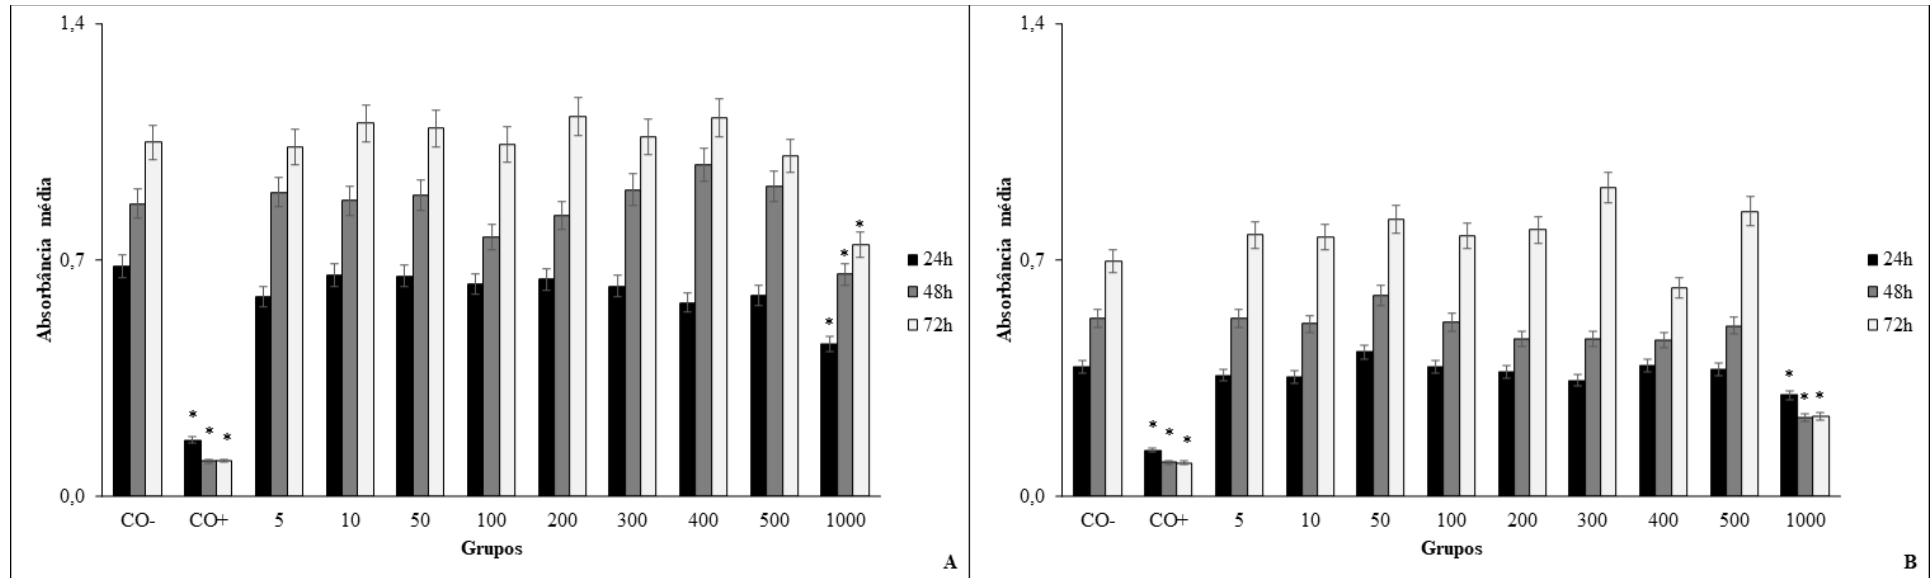 1,4
0,7
0,0
Absorbância média
* * *
* * *
CO- CO+ 5 10 50 100 200 300 400 500 1000
Grupos
24h
48h
72h
A
1,4
0,7
0,0
Absorbância média
* * *
* * *
CO- CO+ 5 10 50 100 200 300 400 500 1000
Grupos
24h
48h
72h
B